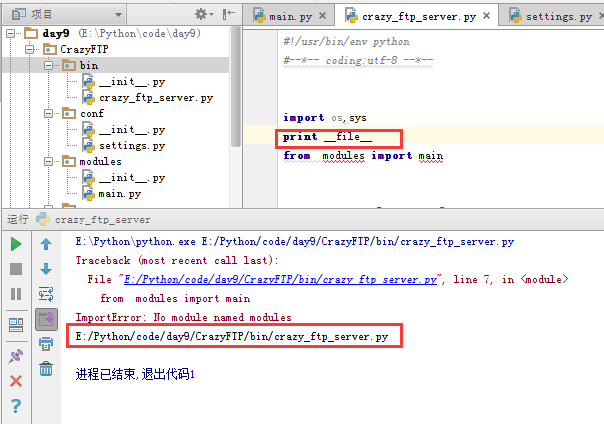 项目
day9 (E:\Python\code\day9)
CrazyFTP
bin
__init__.py
crazy_ftp_server.py
conf
__init__.py
settings.py
modules
__init__.py
main.py
main.py × crazy_ftp_server.py × settings.py ×
#!/usr/bin/env python
#--*-- coding:utf-8 --*--
import os,sys
print __file__
from  modules import main
运行 crazy_ftp_server
E:\Python\python.exe E:/Python/code/day9/CrazyFTP/bin/crazy_ftp_server.py
Traceback (most recent call last):
File "E:/Python/code/day9/CrazyFTP/bin/crazy_ftp_server.py", line 7, in <module>
from  modules import main
ImportError: No module named modules
E:/Python/code/day9/CrazyFTP/bin/crazy_ftp_server.py
进程已结束,退出代码1